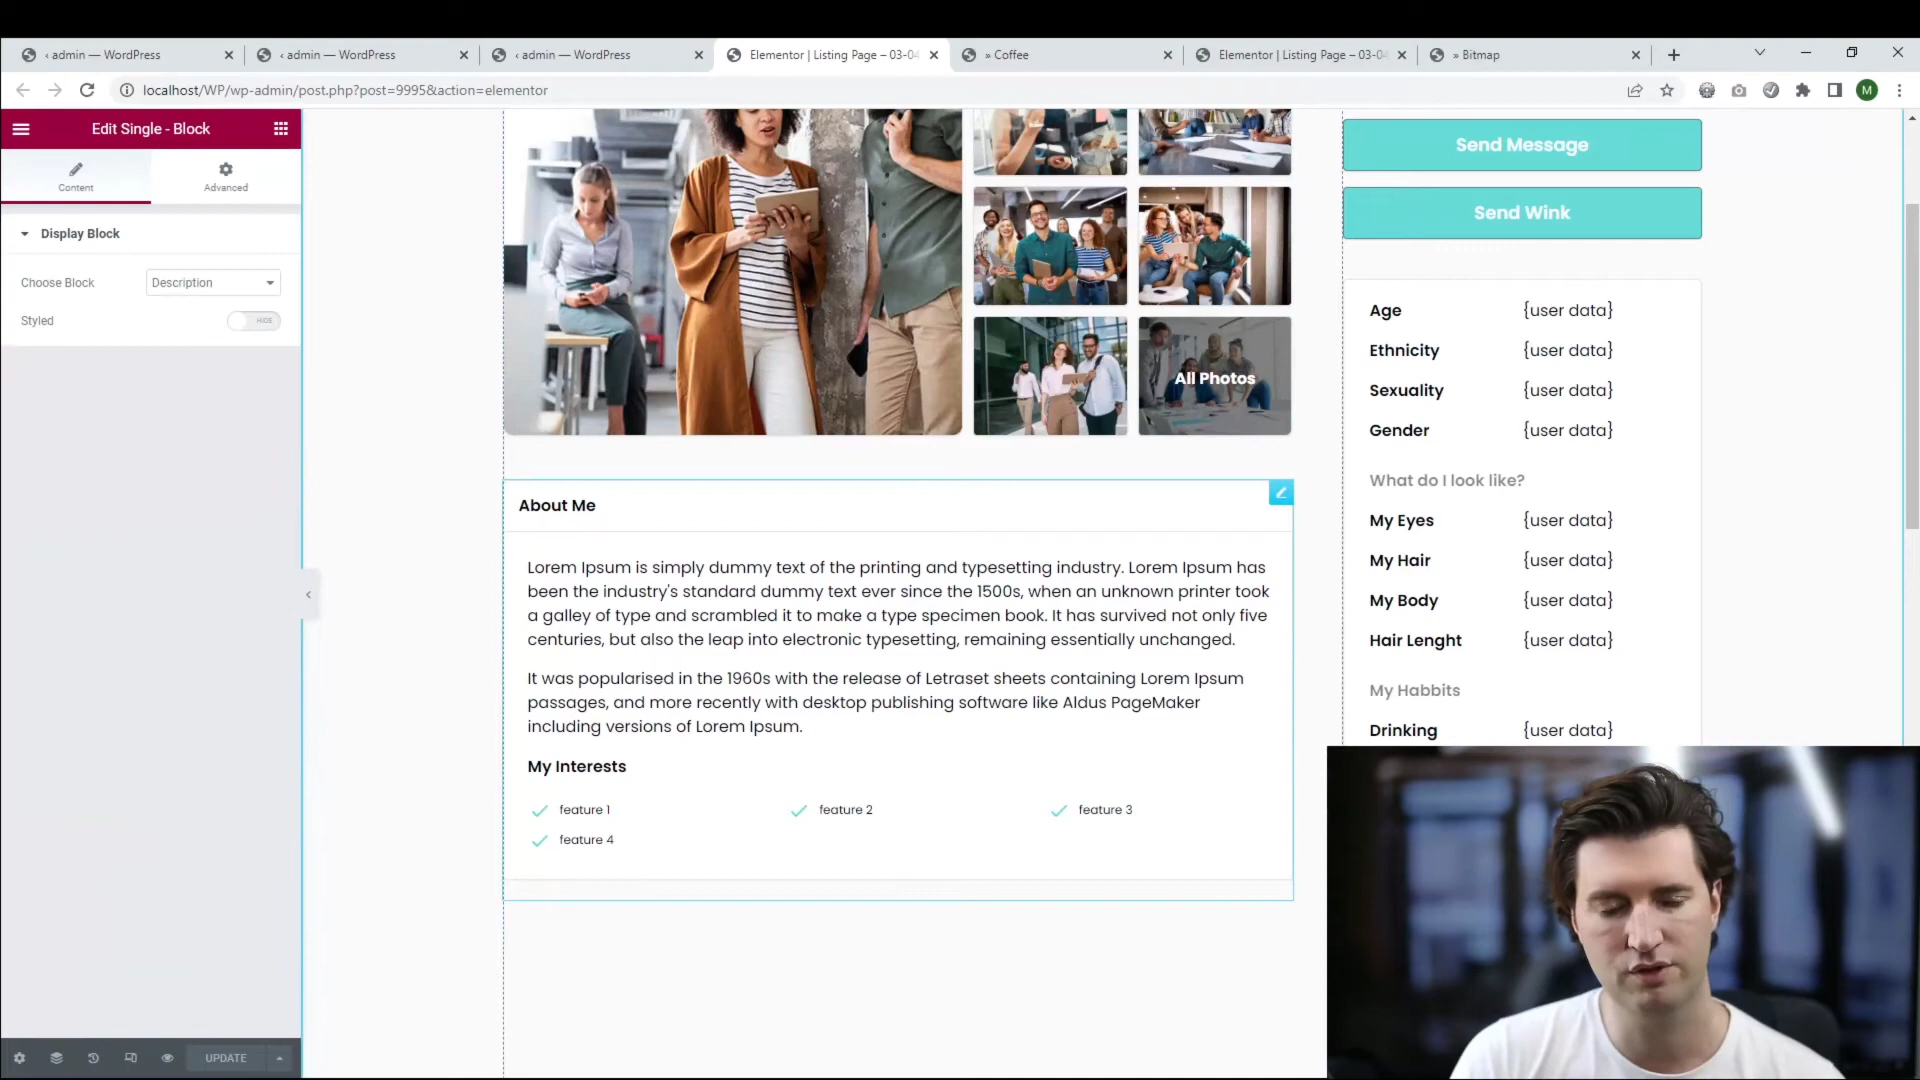 ‹ admin — WordPress
‹ admin — WordPress
‹ admin — WordPress
Elementor | Listing Page – 03-04
» Coffee
Elementor | Listing Page – 03-04
» Bitmap
localhost/WP/wp-admin/post.php?post=9995&action=elementor
M
Edit Single - Block
Content
Advanced
Display Block
Choose Block
Description
Styled
HIDE
UPDATE
All Photos
About Me
Lorem Ipsum is simply dummy text of the printing and typesetting industry. Lorem Ipsum has
been the industry's standard dummy text ever since the 1500s, when an unknown printer took
a galley of type and scrambled it to make a type specimen book. It has survived not only five
centuries, but also the leap into electronic typesetting, remaining essentially unchanged.
It was popularised in the 1960s with the release of Letraset sheets containing Lorem Ipsum
passages, and more recently with desktop publishing software like Aldus PageMaker
including versions of Lorem Ipsum.
My Interests
feature 1
feature 2
feature 3
feature 4
Send Message
Send Wink
Age {user data}
Ethnicity {user data}
Sexuality {user data}
Gender {user data}
What do I look like?
My Eyes {user data}
My Hair {user data}
My Body {user data}
Hair Lenght {user data}
My Habbits
Drinking {user data}